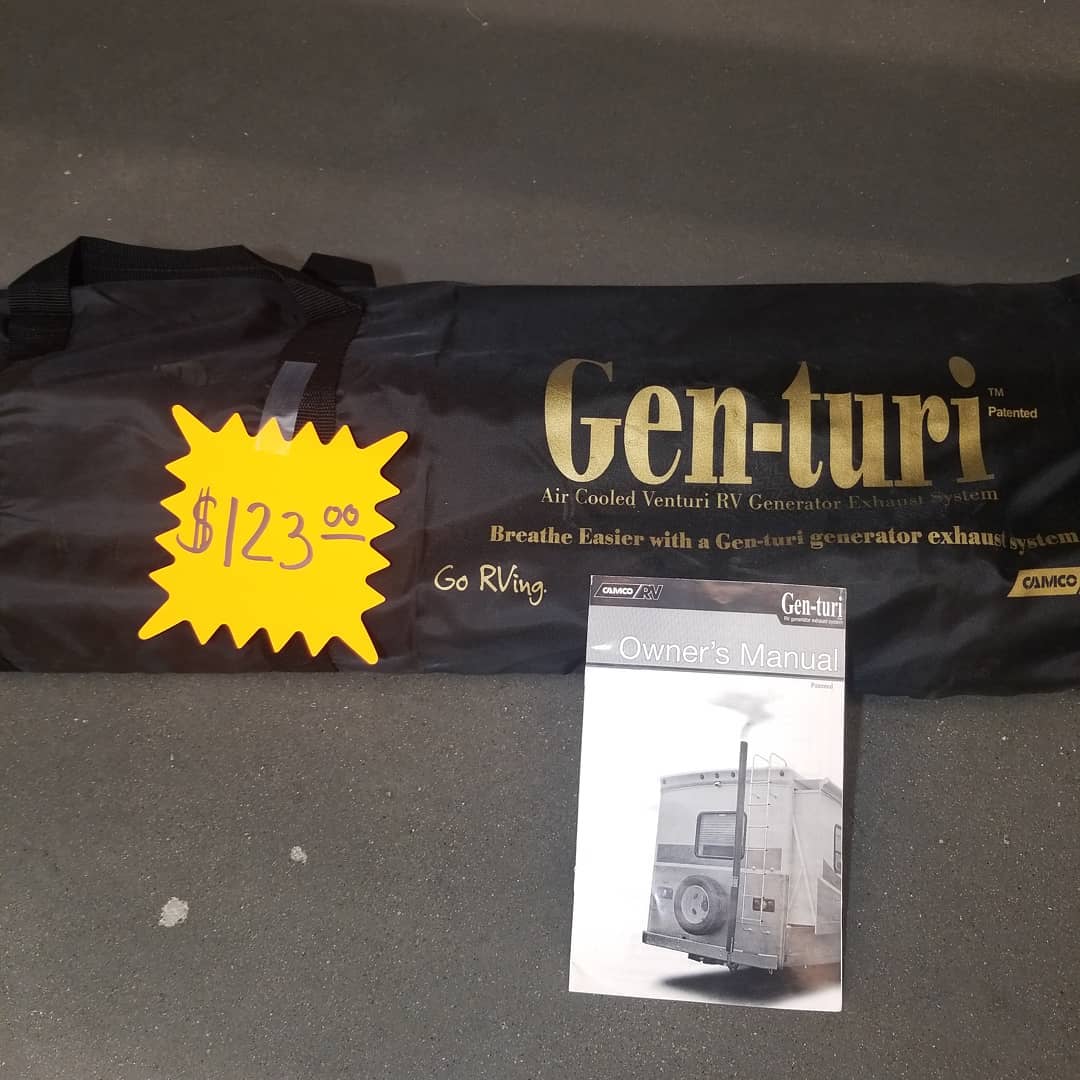 Gen-turi
™
Patented
Air Cooled Venturi RV Generator Exhaust System
Breathe Easier with a Gen-turi generator exhaust system
$123.00
Go RVing.
CAMCO
CAMCO RV
Gen-turi
RV generator exhaust system
Owner's Manual
Patented